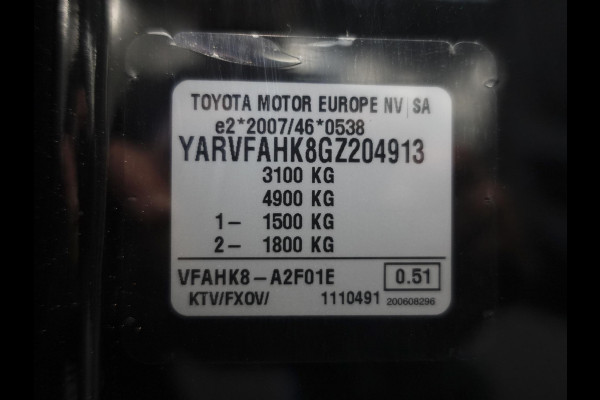 TOYOTA MOTOR EUROPE NV|SA
e2*2007/46*0538
YARVFAHK8GZ204913
3100 KG
4900 KG
1- 1500 KG
2- 1800 KG
VFAHK8-A2F01E 0.51
KTV/FXOV/ 1110491 200608296